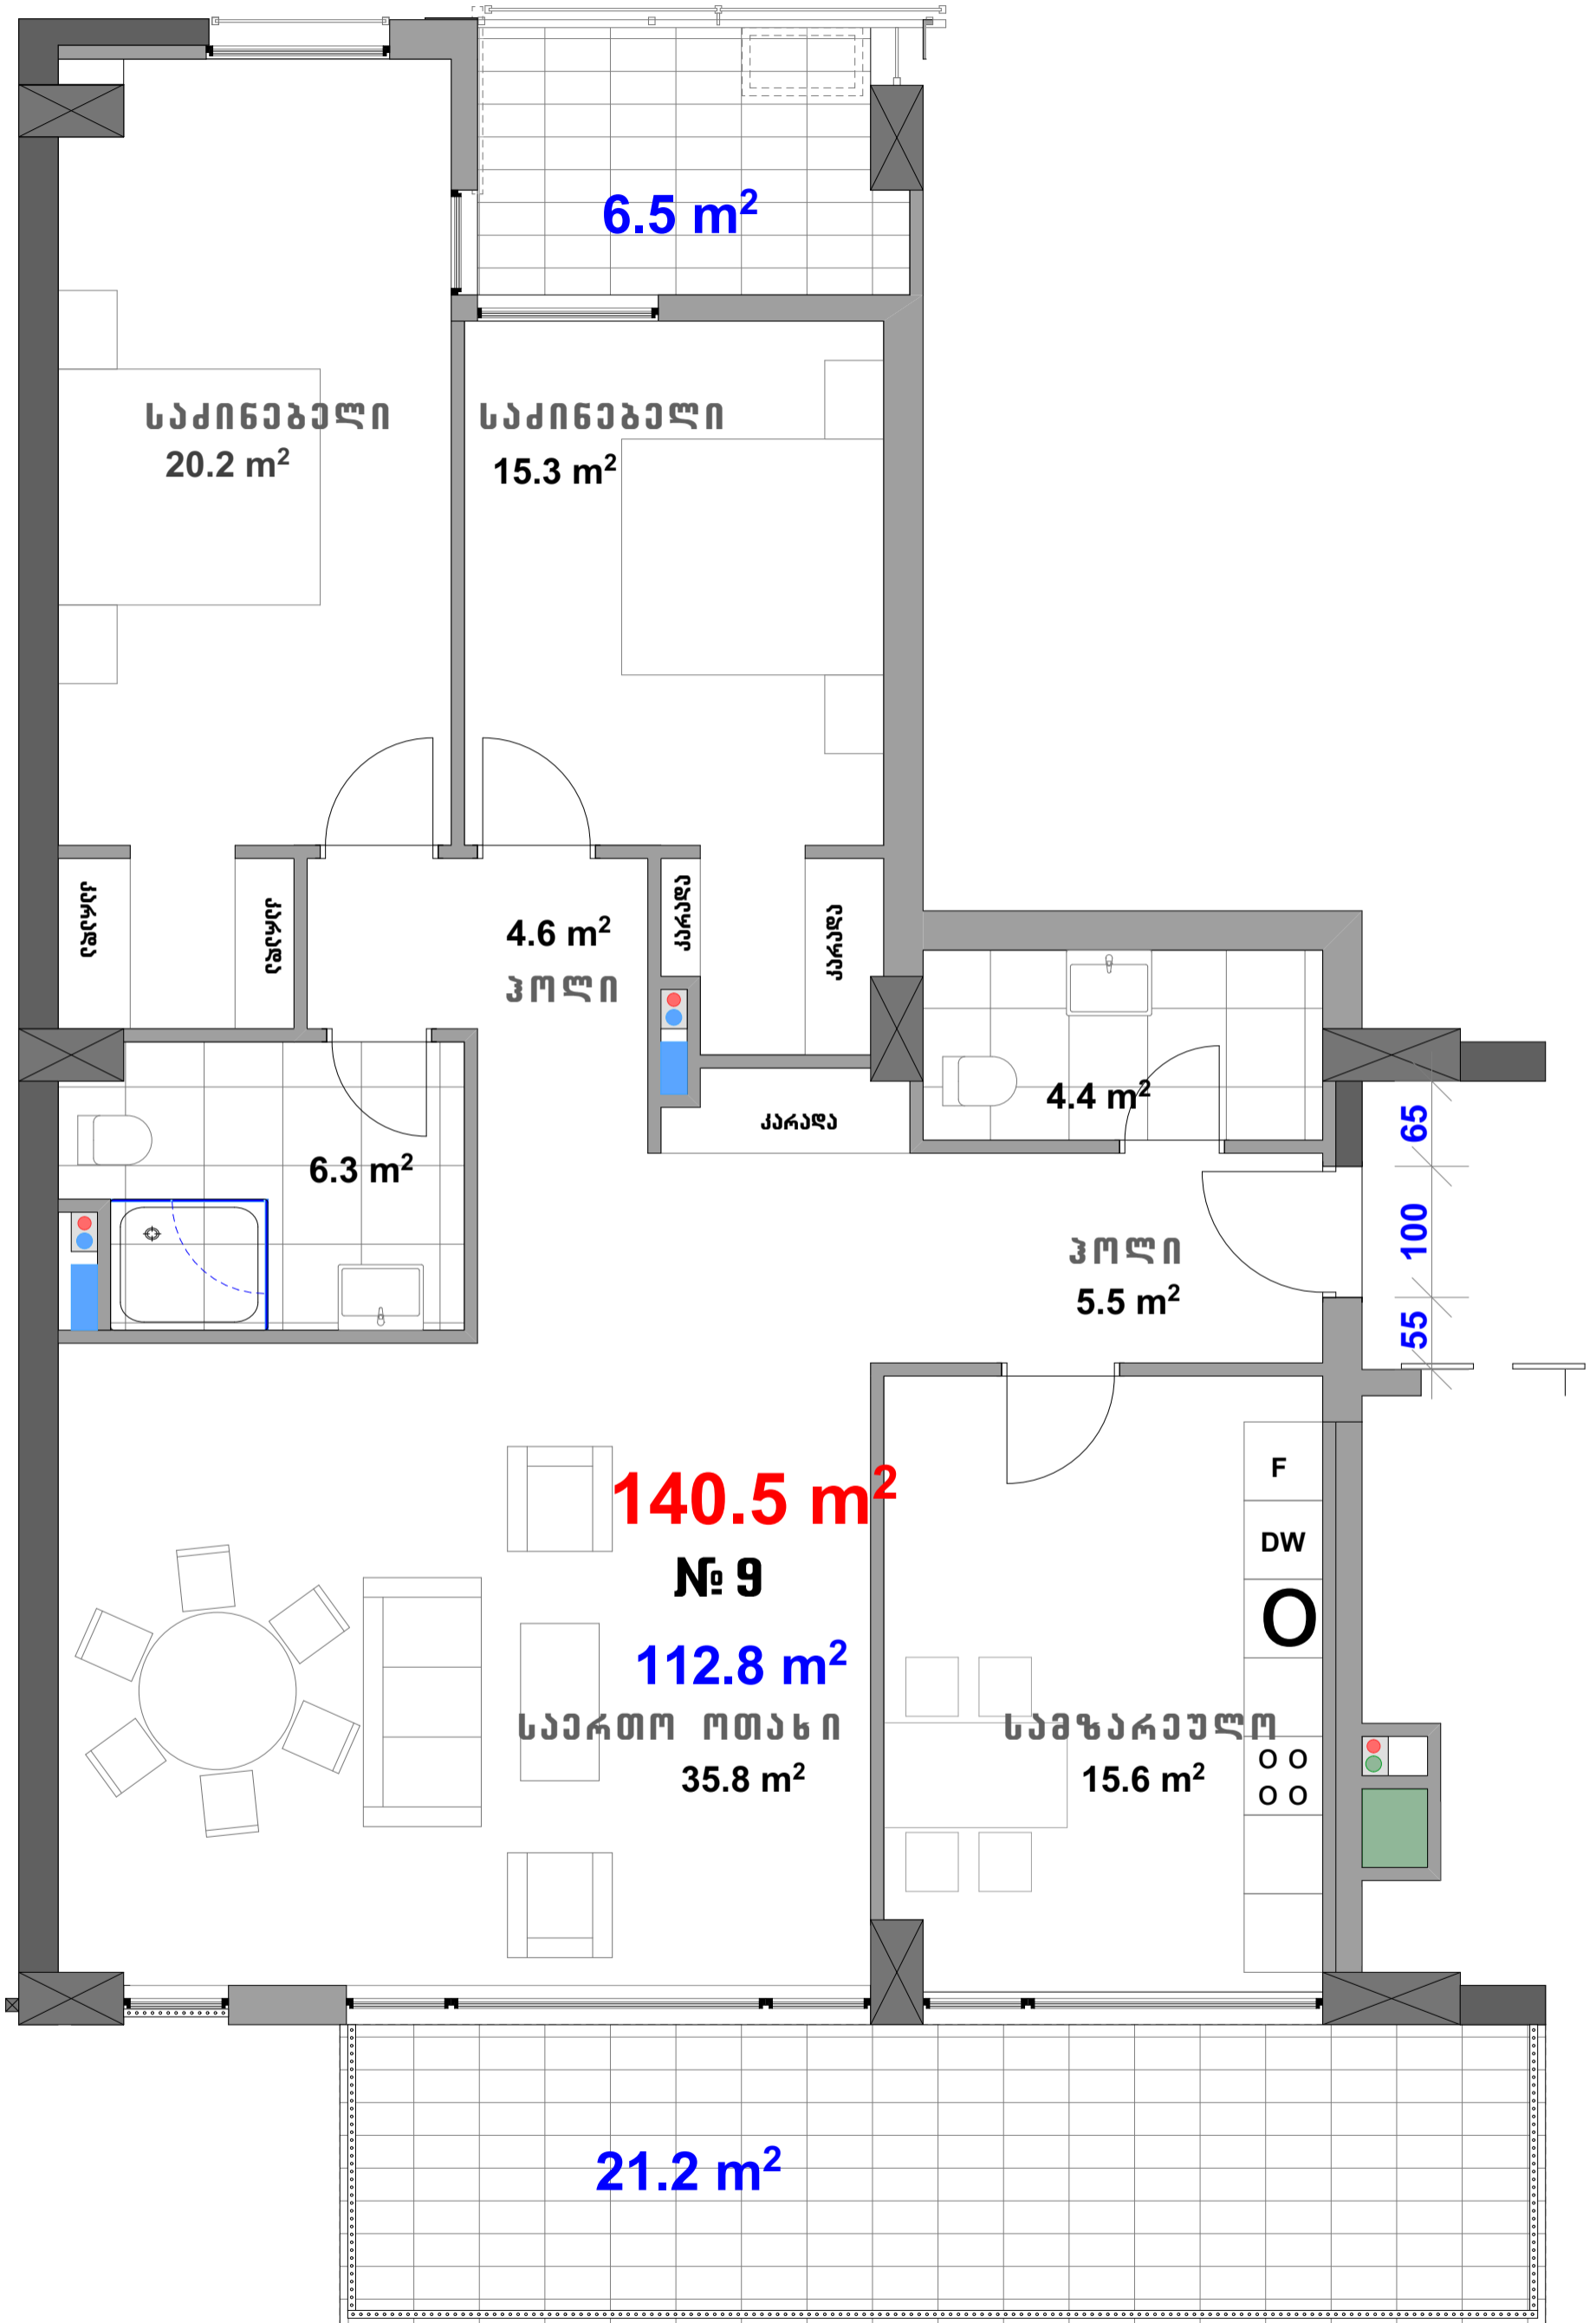 6.5 m²
საძინებელი
20.2 m²
საძინებელი
15.3 m²
კარადა
კარადა
კარადა
კარადა
4.6 m²
ჰოლი
4.4 m²
კარადა
6.3 m²
65
100
55
ჰოლი
5.5 m²
F
DW
O
140.5 m²
№ 9
112.8 m²
საერთო ოთახი
35.8 m²
სამზარეულო
15.6 m²
O O
O O
21.2 m²